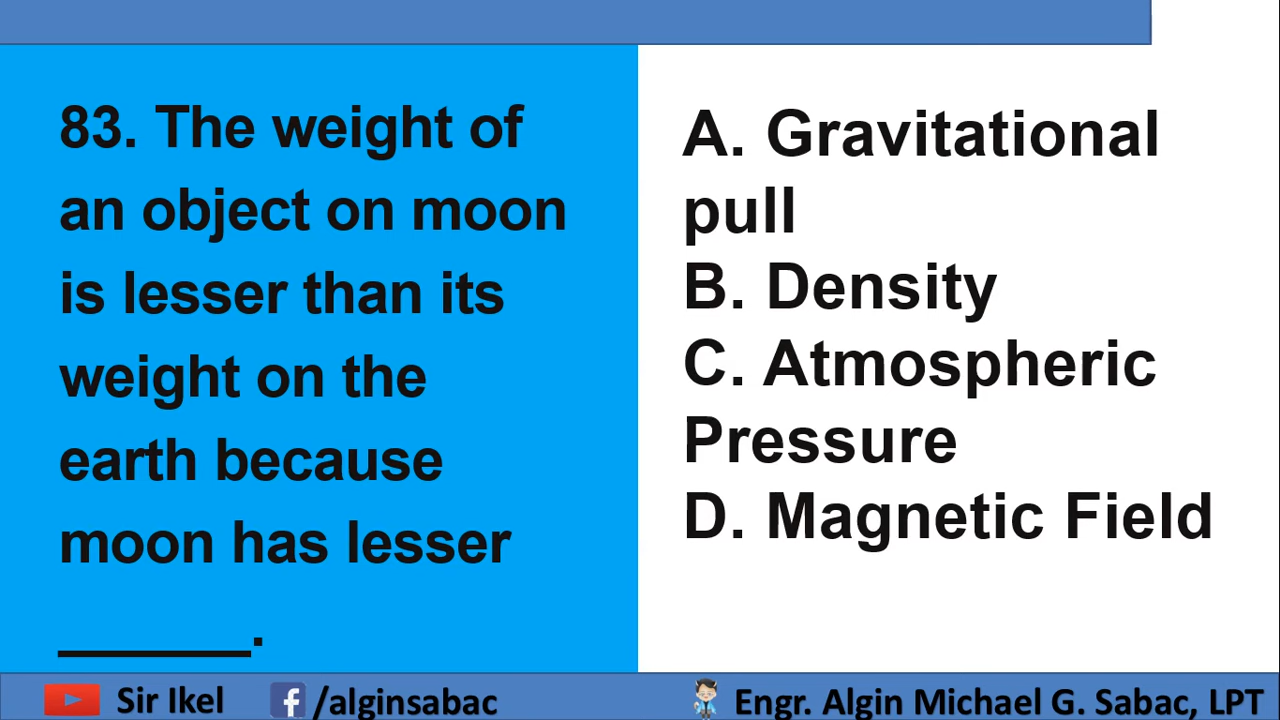 83. The weight of
an object on moon
is lesser than its
weight on the
earth because
moon has lesser
______.
A. Gravitational
pull
B. Density
C. Atmospheric
Pressure
D. Magnetic Field
Sir Ikel
/alginsabac
Engr. Algin Michael G. Sabac, LPT